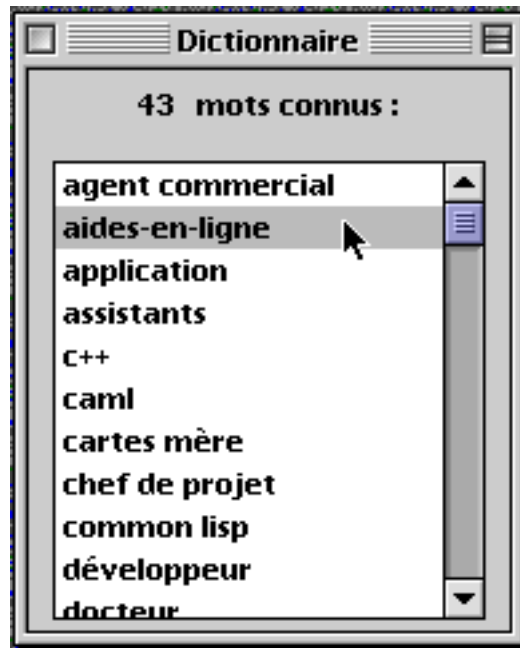 Dictionnaire
43 mots connus :
agent commercial
aides-en-ligne
application
assistants
c++
caml
cartes mère
chef de projet
common lisp
développeur
docteur